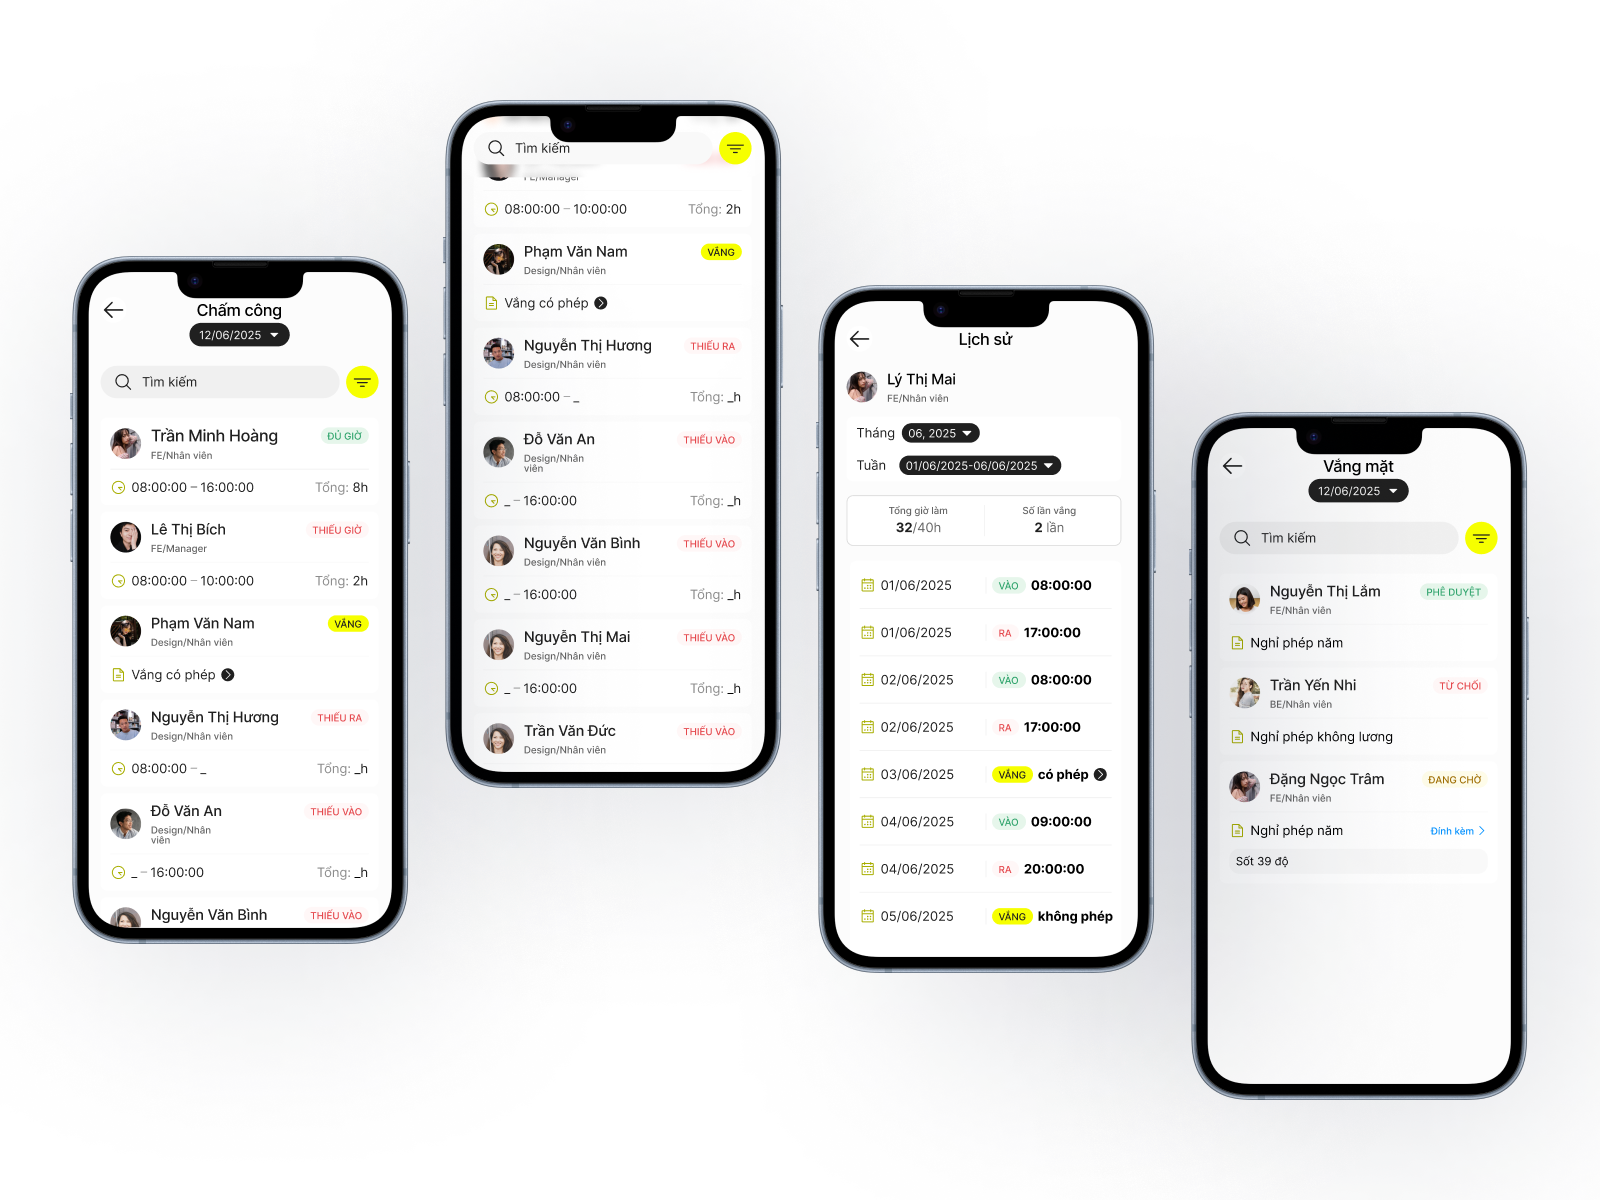 Chấm công
12/06/2025
Tìm kiếm
Trần Minh Hoàng
ĐỦ GIỜ
FE/Nhân viên
08:00:00 – 16:00:00
Tổng: 8h
Lê Thị Bích
THIẾU GIỜ
FE/Manager
08:00:00 – 10:00:00
Tổng: 2h
Phạm Văn Nam
VẮNG
Design/Nhân viên
Vắng có phép
Nguyễn Thị Hương
THIẾU RA
Design/Nhân viên
08:00:00 – _
Tổng: _h
Đỗ Văn An
THIẾU VÀO
Design/Nhân
viên
_ – 16:00:00
Tổng: _h
Nguyễn Văn Bình
THIẾU VÀO
Tìm kiếm
FE/Manager
08:00:00 – 10:00:00
Tổng: 2h
Phạm Văn Nam
VẮNG
Design/Nhân viên
Vắng có phép
Nguyễn Thị Hương
THIẾU RA
Design/Nhân viên
08:00:00 – _
Tổng: _h
Đỗ Văn An
THIẾU VÀO
Design/Nhân
viên
_ – 16:00:00
Tổng: _h
Nguyễn Văn Bình
THIẾU VÀO
Design/Nhân viên
_ – 16:00:00
Tổng: _h
Nguyễn Thị Mai
THIẾU VÀO
Design/Nhân viên
_ – 16:00:00
Tổng: _h
Trần Văn Đức
THIẾU VÀO
Design/Nhân viên
Lịch sử
Lý Thị Mai
FE/Nhân viên
Tháng 06, 2025
Tuần 01/06/2025-06/06/2025
Tổng giờ làm
32/40h
Số lần vắng
2 lần
01/06/2025 VÀO 08:00:00
01/06/2025 RA 17:00:00
02/06/2025 VÀO 08:00:00
02/06/2025 RA 17:00:00
03/06/2025 VẮNG có phép
04/06/2025 VÀO 09:00:00
04/06/2025 RA 20:00:00
05/06/2025 VẮNG không phép
Vắng mặt
12/06/2025
Tìm kiếm
Nguyễn Thị Lắm
PHÊ DUYỆT
FE/Nhân viên
Nghỉ phép năm
Trần Yến Nhi
TỪ CHỐI
BE/Nhân viên
Nghỉ phép không lương
Đặng Ngọc Trâm
ĐANG CHỜ
FE/Nhân viên
Nghỉ phép năm
Đính kèm
Sốt 39 độ